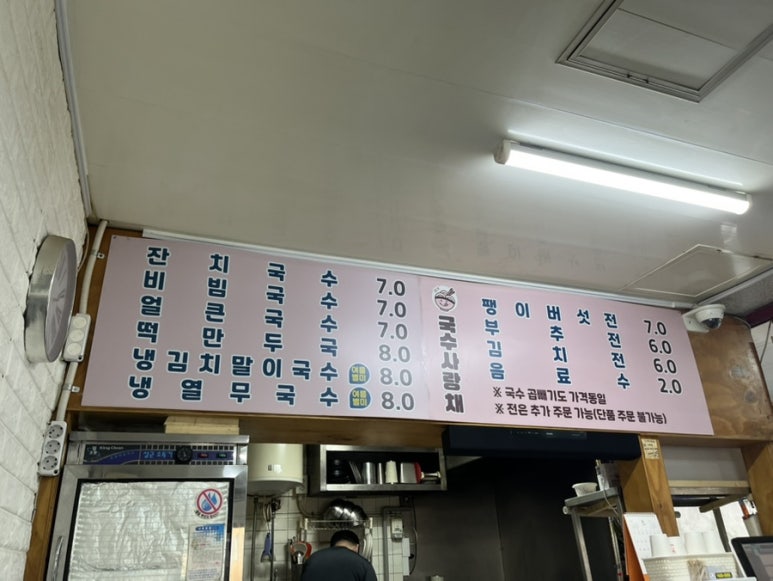 잔치국수 7.0
비빔국수 7.0
얼큰국수 7.0
떡만두국 8.0
냉김치말이국수 여름별미 8.0
냉열무국수 여름별미 8.0
국수사랑채
팽이버섯전 7.0
부추전 6.0
김치전 6.0
음료수 2.0
※ 국수 곱빼기도 가격동일
※ 전은 추가 주문 가능(단품 주문 불가능)